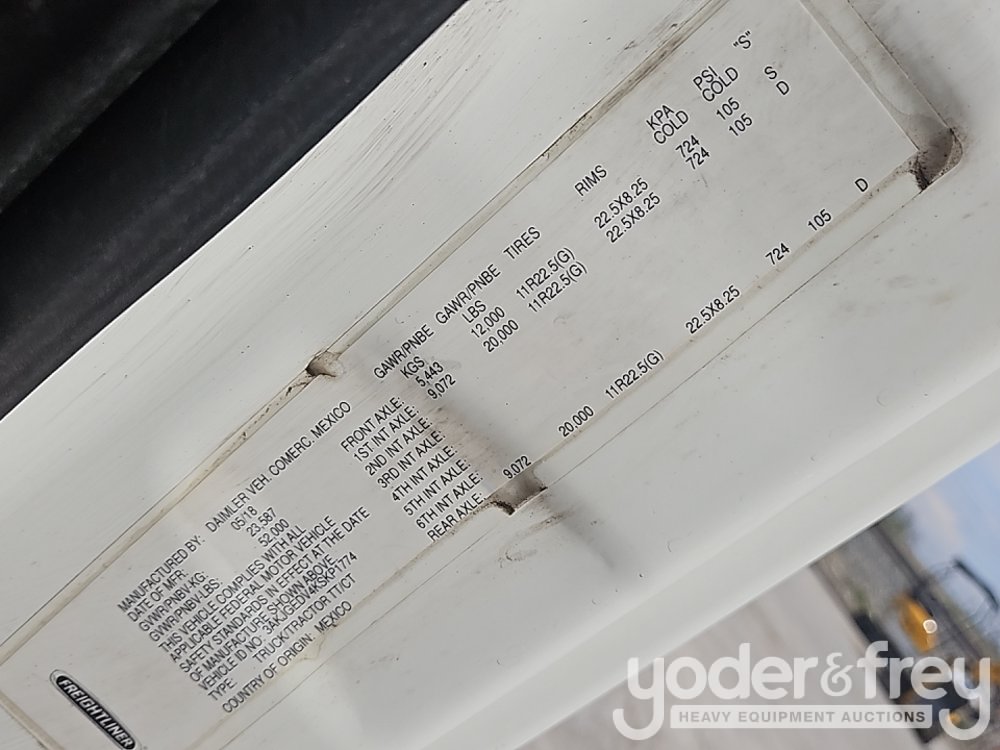 FREIGHTLINER
MANUFACTURED BY: DAIMLER VEH. COMERC. MEXICO
DATE OF MFR: 05/18
GVWR/PNBV-KG: 23,587
GVWR/PNBV-LBS: 52,000
THIS VEHICLE COMPLIES WITH ALL
APPLICABLE FEDERAL MOTOR VEHICLE
SAFETY STANDARDS IN EFFECT AT THE DATE
OF MANUFACTURE SHOWN ABOVE
VEHICLE ID NO.: 3AKJGEDV4KSKP1774
TYPE: TRUCK/TRACTOR TT/CT
COUNTRY OF ORIGIN: MEXICO
GAWR/PNBE GAWR/PNBE TIRES RIMS KPA PSI "S"
KGS LBS COLD COLD
FRONT AXLE: 5,443 12,000 11R22.5(G) 22.5X8.25 724 105 S
1ST INT AXLE: 9,072 20,000 11R22.5(G) 22.5X8.25 724 105 D
2ND INT AXLE:
3RD INT AXLE:
4TH INT AXLE:
5TH INT AXLE:
6TH INT AXLE:
REAR AXLE: 9,072 20,000 11R22.5(G) 22.5X8.25 724 105 D
yoder&frey
HEAVY EQUIPMENT AUCTIONS